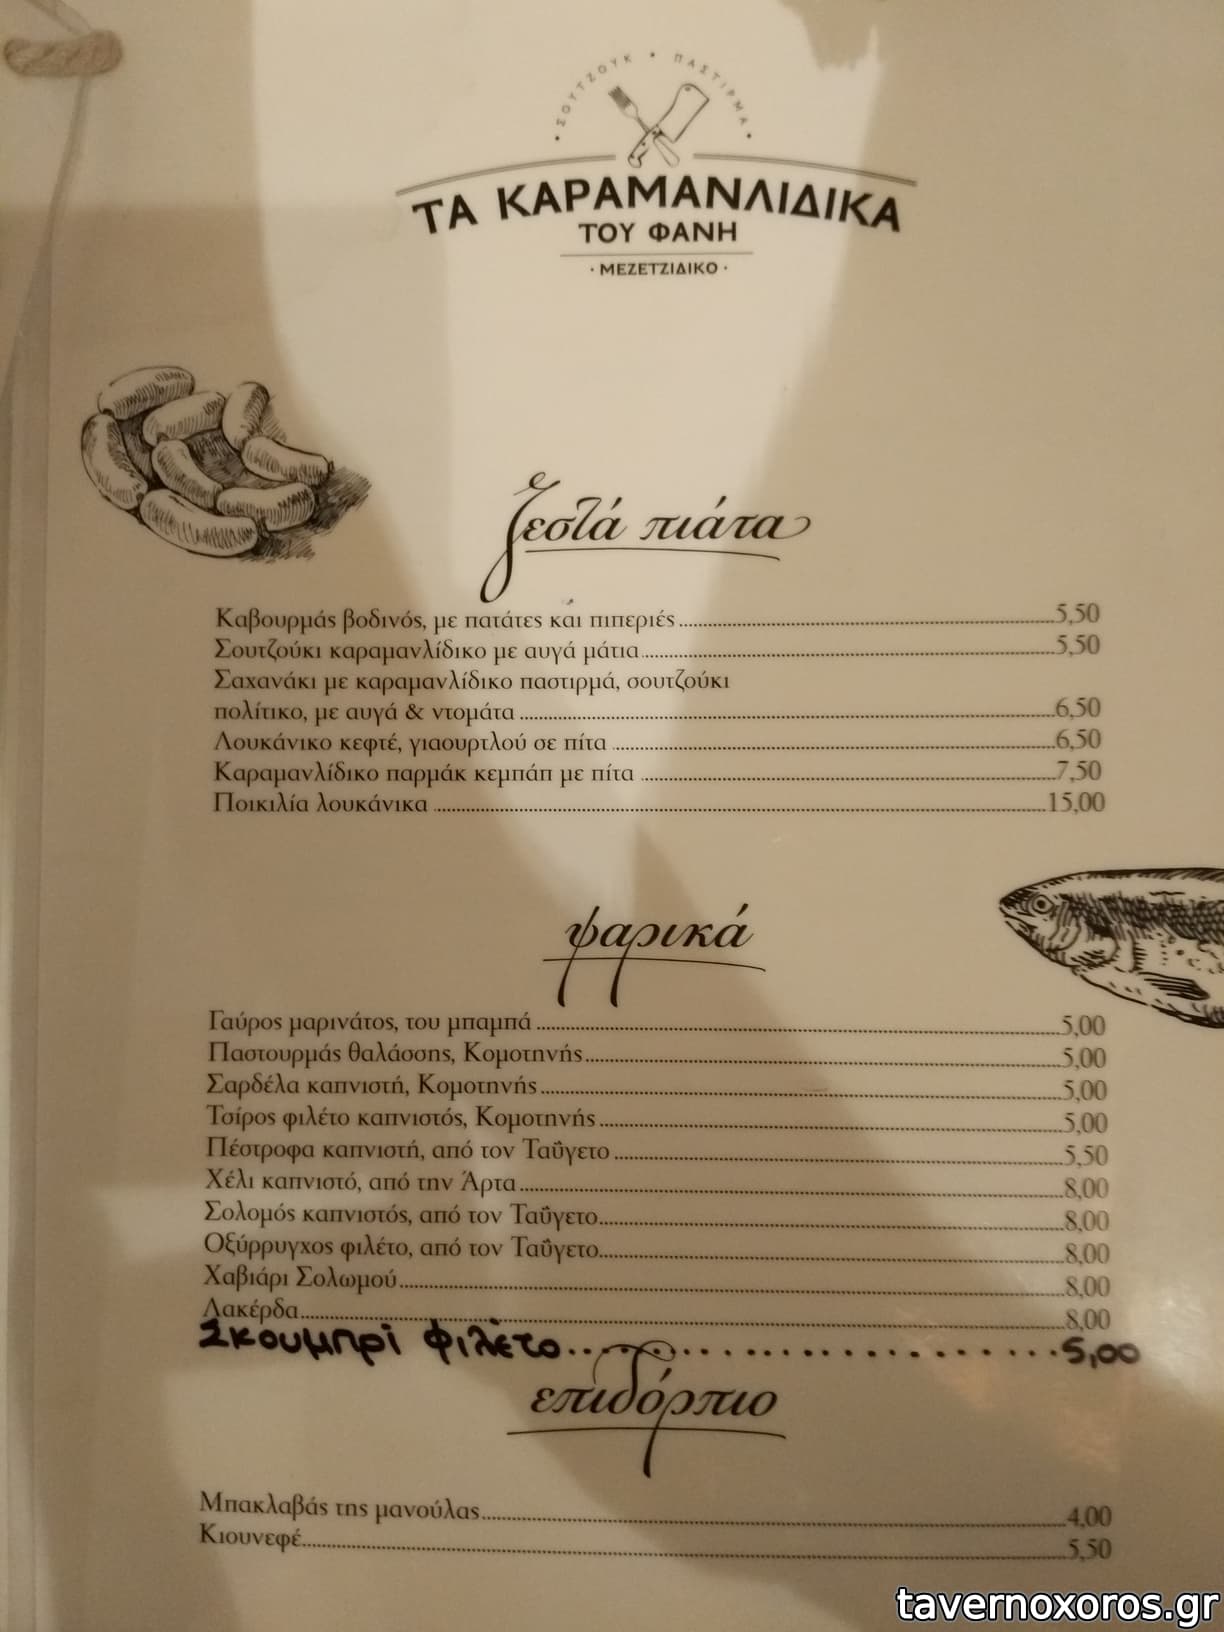 ΣΟΥΤΖΟΥΚ • ΠΑΣΤΙΡΜΑ
ΤΑ ΚΑΡΑΜΑΝΛΙΔΙΚΑ
ΤΟΥ ΦΑΝΗ
· ΜΕΖΕΤΖΙΔΙΚΟ ·
ζεστά πιάτα
Καβουρμάς βοδινός, με πατάτες και πιπεριές 5,50
Σουτζούκι καραμανλίδικο με αυγά μάτια 5,50
Σαχανάκι με καραμανλίδικο παστιρμά, σουτζούκι
πολίτικο, με αυγά & ντομάτα 6,50
Λουκάνικο κεφτέ, γιαουρτλού σε πίτα 6,50
Καραμανλίδικο παρμάκ κεμπάπ με πίτα 7,50
Ποικιλία λουκάνικα 15,00
ψαρικά
Γαύρος μαρινάτος, του μπαμπά 5,00
Παστουρμάς θαλάσσης, Κομοτηνής 5,00
Σαρδέλα καπνιστή, Κομοτηνής 5,00
Τσίρος φιλέτο καπνιστός, Κομοτηνής 5,00
Πέστροφα καπνιστή, από τον Ταΰγετο 5,50
Χέλι καπνιστό, από την Άρτα 8,00
Σολομός καπνιστός, από τον Ταΰγετο 8,00
Οξύρρυγχος φιλέτο, από τον Ταΰγετο 8,00
Χαβιάρι Σολωμού 8,00
Λακέρδα 8,00
Σκουμπρί φιλέτο 5,00
επιδόρπιο
Μπακλαβάς της μανούλας 4,00
Κιουνεφέ 5,50
tavernoxoros.gr